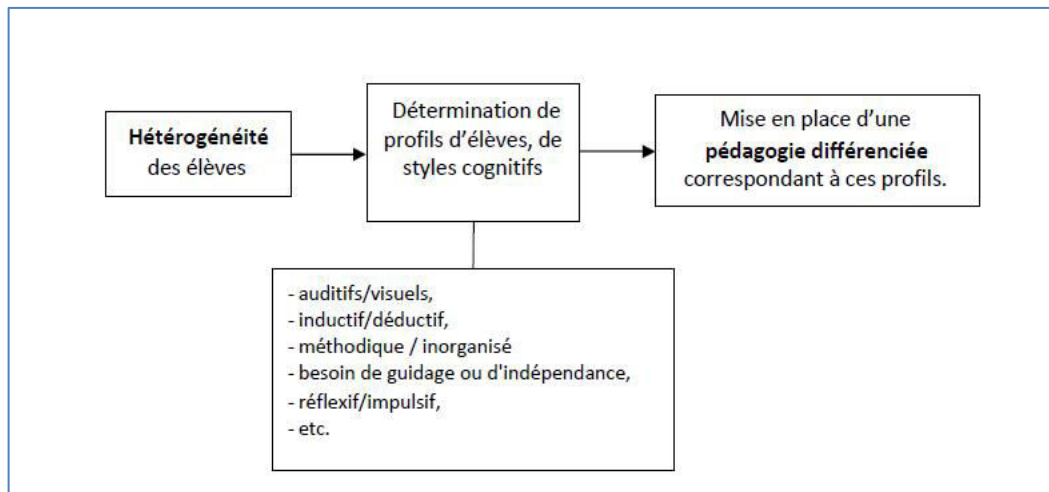 Hétérogénéité
des élèves
Détermination de
profils d'élèves, de
styles cognitifs
Mise en place d'une
pédagogie différenciée
correspondant à ces profils.
- auditifs/visuels,
- inductif/déductif,
- méthodique / inorganisé
- besoin de guidage ou d'indépendance,
- réflexif/impulsif,
- etc.